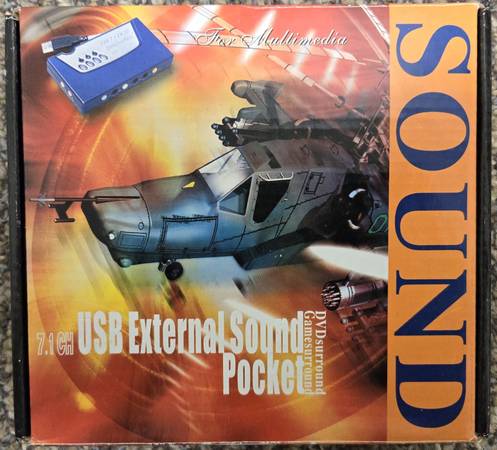 For Multimedia
SOUND
7.1 CH USB External Sound
Pocket
DVDsurround
Gamesurround